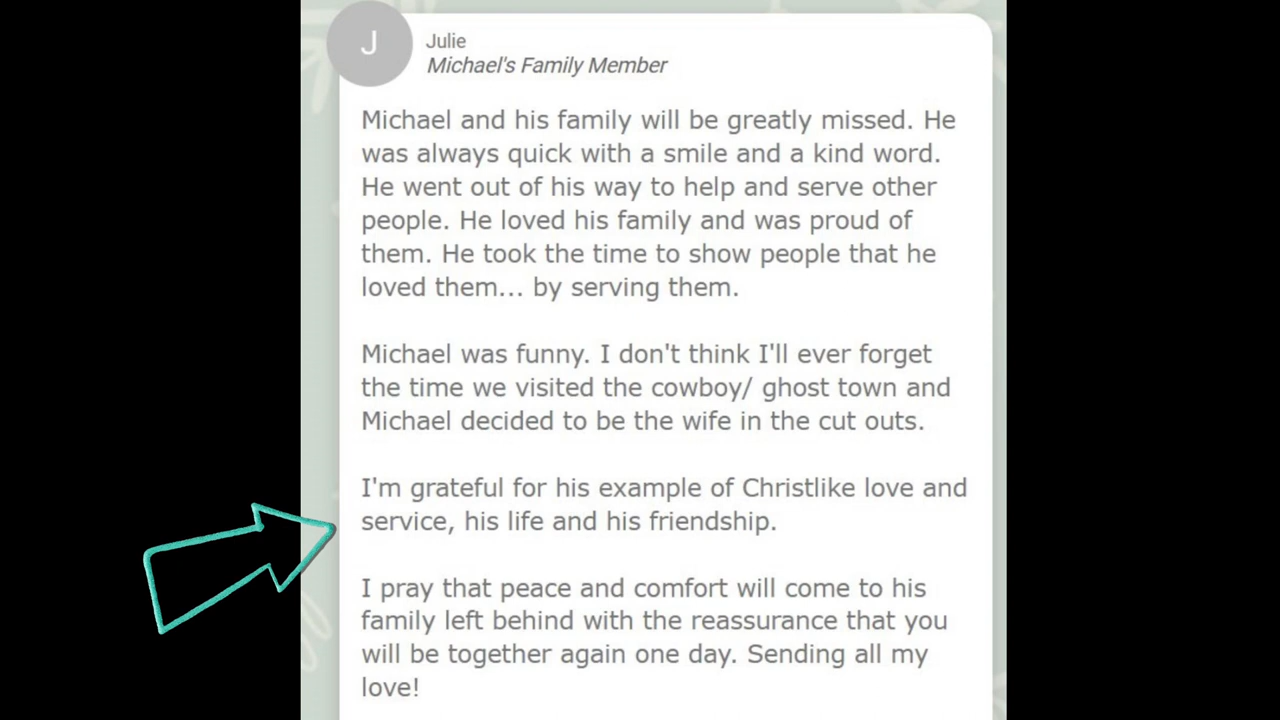 J
Julie
Michael's Family Member
Michael and his family will be greatly missed. He
was always quick with a smile and a kind word.
He went out of his way to help and serve other
people. He loved his family and was proud of
them. He took the time to show people that he
loved them... by serving them.
Michael was funny. I don't think I'll ever forget
the time we visited the cowboy/ ghost town and
Michael decided to be the wife in the cut outs.
I'm grateful for his example of Christlike love and
service, his life and his friendship.
I pray that peace and comfort will come to his
family left behind with the reassurance that you
will be together again one day. Sending all my
love!